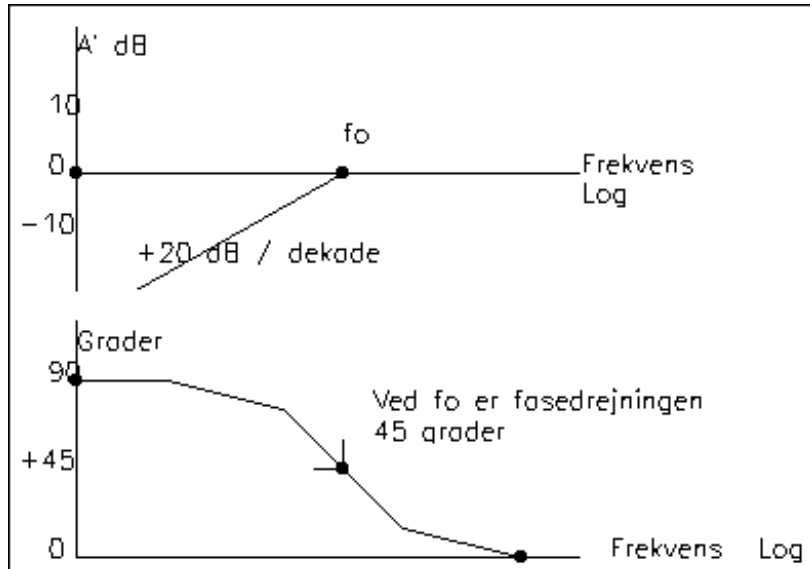 A' dB
10
fo
0
Frekvens
Log
-10
+20 dB / dekade
Grader
90
Ved fo er fasedrejningen
45 grader
+45
0
Frekvens Log